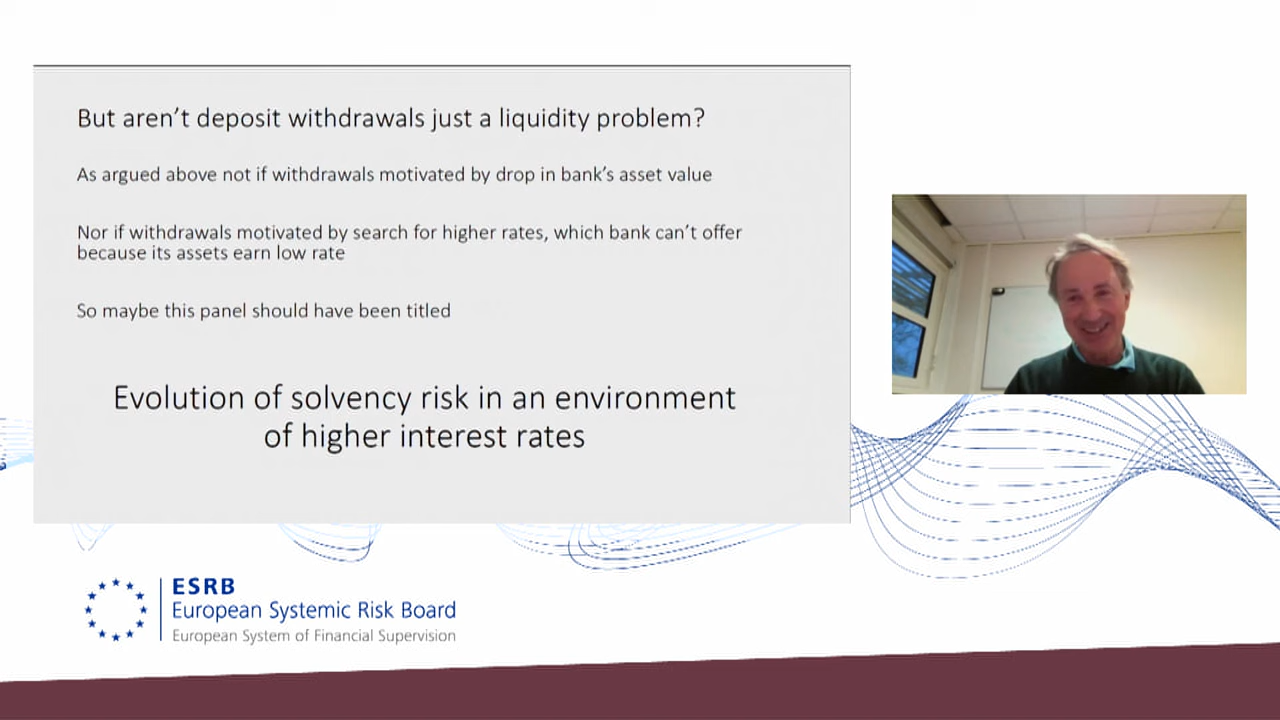 But aren’t deposit withdrawals just a liquidity problem?
As argued above not if withdrawals motivated by drop in bank’s asset value
Nor if withdrawals motivated by search for higher rates, which bank can’t offer
because its assets earn low rate
So maybe this panel should have been titled
Evolution of solvency risk in an environment
of higher interest rates
ESRB
European Systemic Risk Board
European System of Financial Supervision